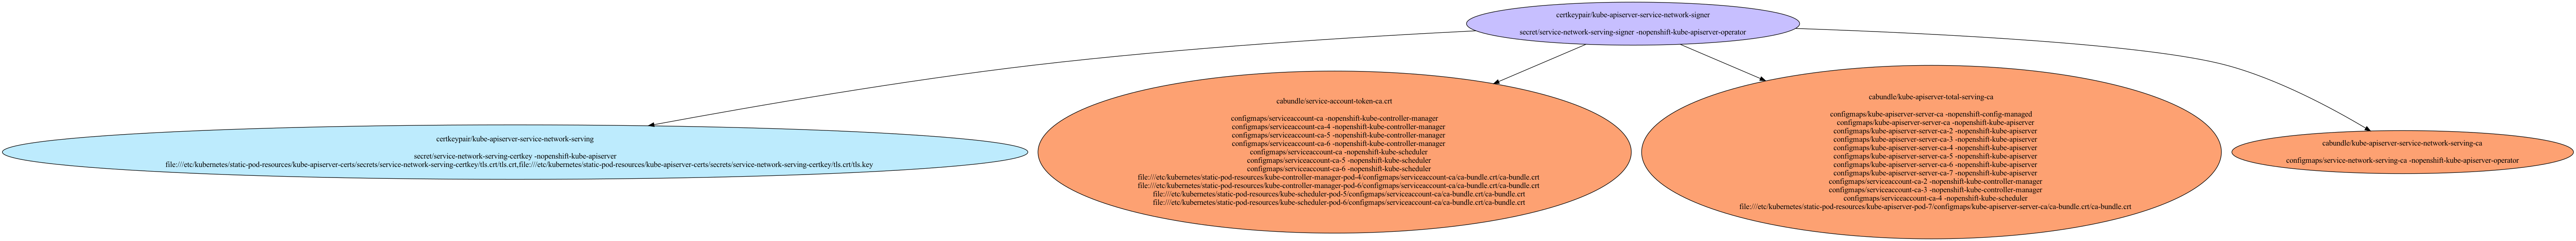 certkeypair/kube-apiserver-service-network-signer
secret/service-network-serving-signer -nopenshift-kube-apiserver-operator
certkeypair/kube-apiserver-service-network-serving
secret/service-network-serving-certkey -nopenshift-kube-apiserver
file:///etc/kubernetes/static-pod-resources/kube-apiserver-certs/secrets/service-network-serving-certkey/tls.crt/tls.crt,file:///etc/kubernetes/static-pod-resources/kube-apiserver-certs/secrets/service-network-serving-certkey/tls.crt/tls.key
cabundle/service-account-token-ca.crt
configmaps/serviceaccount-ca -nopenshift-kube-controller-manager
configmaps/serviceaccount-ca-4 -nopenshift-kube-controller-manager
configmaps/serviceaccount-ca-5 -nopenshift-kube-controller-manager
configmaps/serviceaccount-ca-6 -nopenshift-kube-controller-manager
configmaps/serviceaccount-ca -nopenshift-kube-scheduler
configmaps/serviceaccount-ca-5 -nopenshift-kube-scheduler
configmaps/serviceaccount-ca-6 -nopenshift-kube-scheduler
file:///etc/kubernetes/static-pod-resources/kube-controller-manager-pod-4/configmaps/serviceaccount-ca/ca-bundle.crt/ca-bundle.crt
file:///etc/kubernetes/static-pod-resources/kube-controller-manager-pod-6/configmaps/serviceaccount-ca/ca-bundle.crt/ca-bundle.crt
file:///etc/kubernetes/static-pod-resources/kube-scheduler-pod-5/configmaps/serviceaccount-ca/ca-bundle.crt/ca-bundle.crt
file:///etc/kubernetes/static-pod-resources/kube-scheduler-pod-6/configmaps/serviceaccount-ca/ca-bundle.crt/ca-bundle.crt
cabundle/kube-apiserver-total-serving-ca
configmaps/kube-apiserver-server-ca -nopenshift-config-managed
configmaps/kube-apiserver-server-ca -nopenshift-kube-apiserver
configmaps/kube-apiserver-server-ca-2 -nopenshift-kube-apiserver
configmaps/kube-apiserver-server-ca-3 -nopenshift-kube-apiserver
configmaps/kube-apiserver-server-ca-4 -nopenshift-kube-apiserver
configmaps/kube-apiserver-server-ca-5 -nopenshift-kube-apiserver
configmaps/kube-apiserver-server-ca-6 -nopenshift-kube-apiserver
configmaps/kube-apiserver-server-ca-7 -nopenshift-kube-apiserver
configmaps/serviceaccount-ca-2 -nopenshift-kube-controller-manager
configmaps/serviceaccount-ca-3 -nopenshift-kube-controller-manager
configmaps/serviceaccount-ca-4 -nopenshift-kube-scheduler
file:///etc/kubernetes/static-pod-resources/kube-apiserver-pod-7/configmaps/kube-apiserver-server-ca/ca-bundle.crt/ca-bundle.crt
cabundle/kube-apiserver-service-network-serving-ca
configmaps/service-network-serving-ca -nopenshift-kube-apiserver-operator